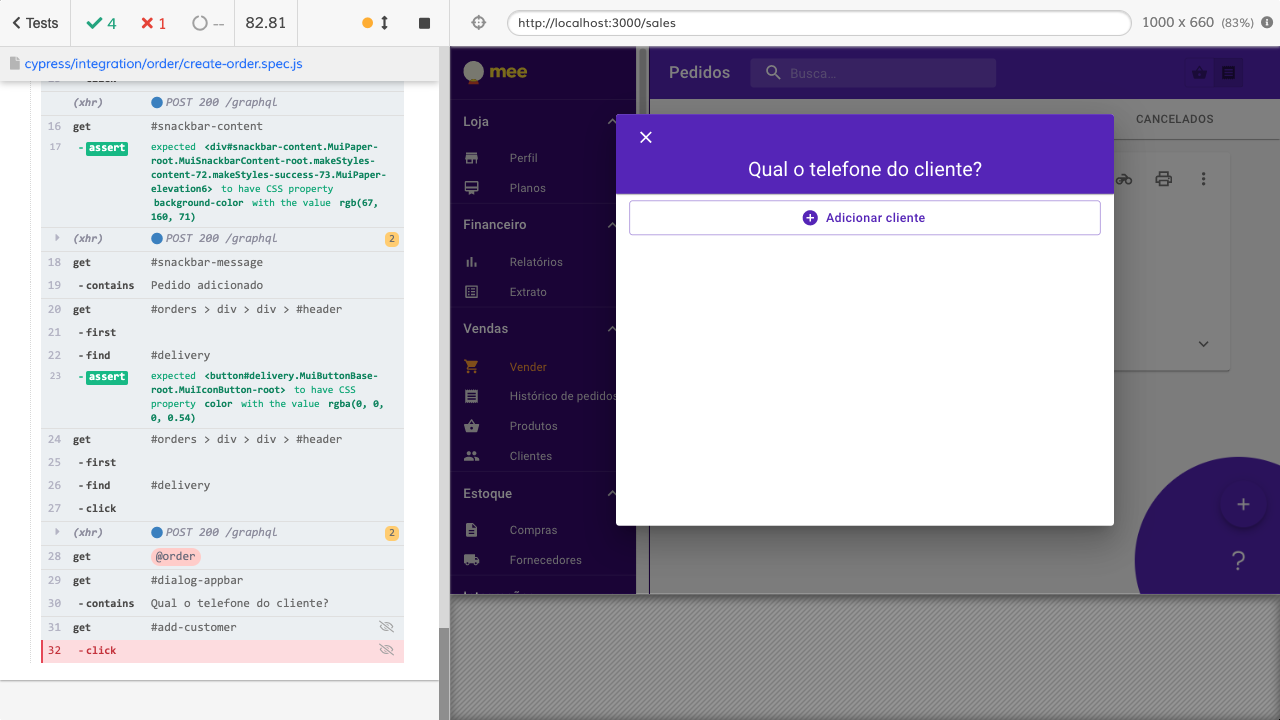 Tests
4
1
--
82.81
http://localhost:3000/sales
1000 x 660 (83%)
cypress/integration/order/create-order.spec.js
(xhr) POST 200 /graphql
16 get #snackbar-content
17 - assert expected <div#snackbar-content.MuiPaper-
root.MuiSnackbarContent-root.makeStyles-
content-72.makeStyles-success-73.MuiPaper-
elevation6> to have CSS property
background-color with the value rgb(67,
160, 71)
(xhr) POST 200 /graphql 2
18 get #snackbar-message
19 - contains Pedido adicionado
20 get #orders > div > div > #header
21 - first
22 - find #delivery
23 - assert expected <button#delivery.MuiButtonBase-
root.MuiIconButton-root> to have CSS
property color with the value rgba(0, 0,
0, 0.54)
24 get #orders > div > div > #header
25 - first
26 - find #delivery
27 - click
(xhr) POST 200 /graphql 2
28 get @order
29 get #dialog-appbar
30 - contains Qual o telefone do cliente?
31 get #add-customer
32 - click
mee
Loja
Perfil
Planos
Financeiro
Relatórios
Extrato
Vendas
Vender
Histórico de pedidos
Produtos
Clientes
Estoque
Compras
Fornecedores
Pedidos
Busca...
CANCELADOS
Qual o telefone do cliente?
Adicionar cliente
+
?